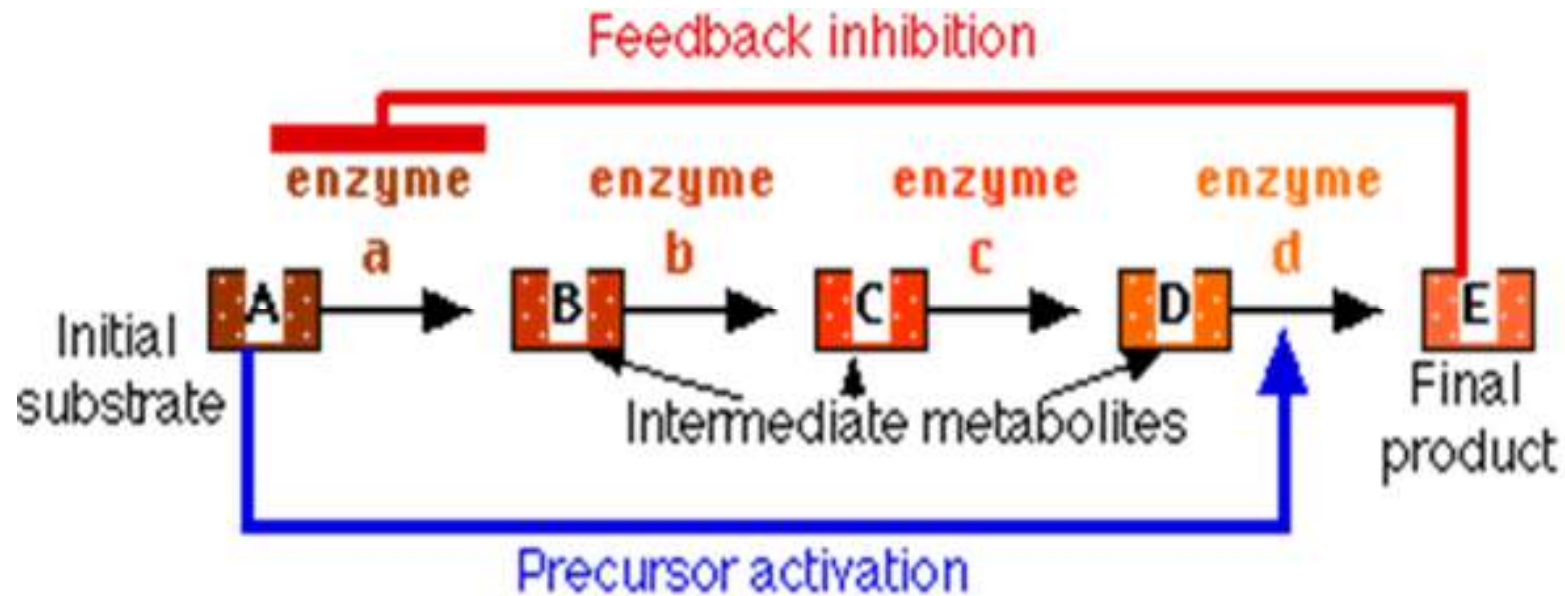 Feedback inhibition
enzyme enzyme enzyme enzyme
a b c d
A B C D E
Initial
substrate
Intermediate metabolites
Final
product
Precursor activation